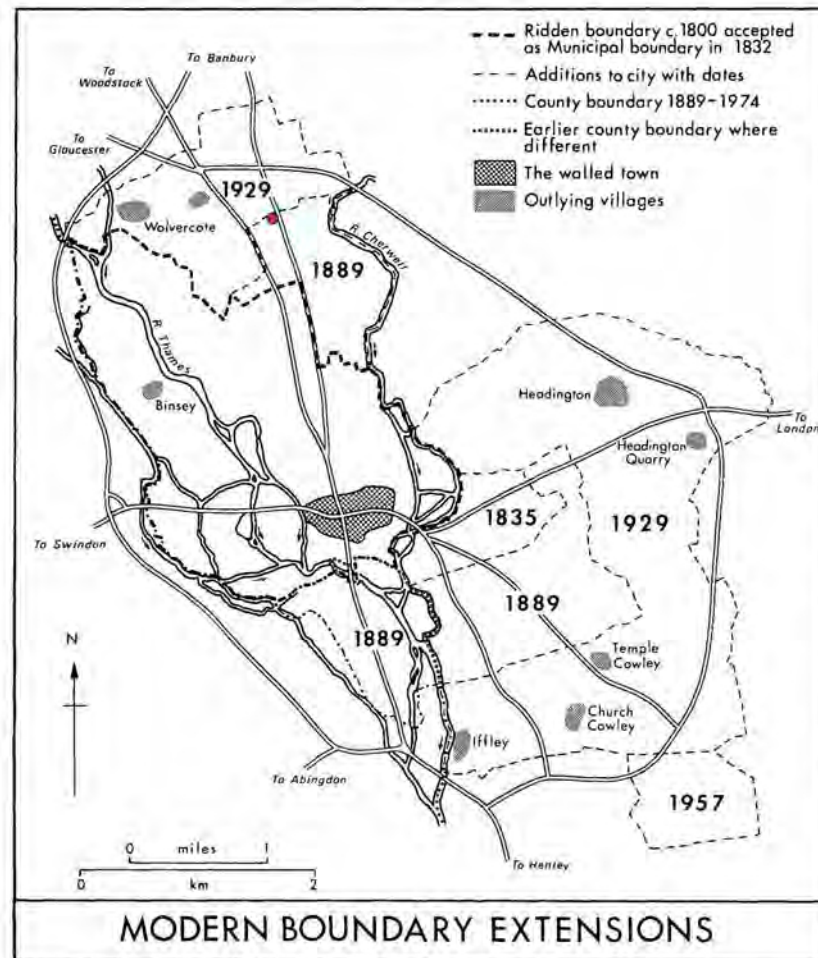 Ridden boundary c.1800 accepted
as Municipal boundary in 1832
Additions to city with dates
County boundary 1889-1974
Earlier county boundary where
different
The walled town
Outlying villages
To
Woodstock
To Banbury
To
Gloucester
1929
Wolvercote
R. Cherwell
1889
R. Thames
Binsey
Headington
To
London
Headington
Quarry
1835
1929
To Swindon
1889
N
1889
Temple
Cowley
Church
Cowley
Iffley
To Abingdon
1957
0 miles 1
To Henley
0 km 2
MODERN BOUNDARY EXTENSIONS